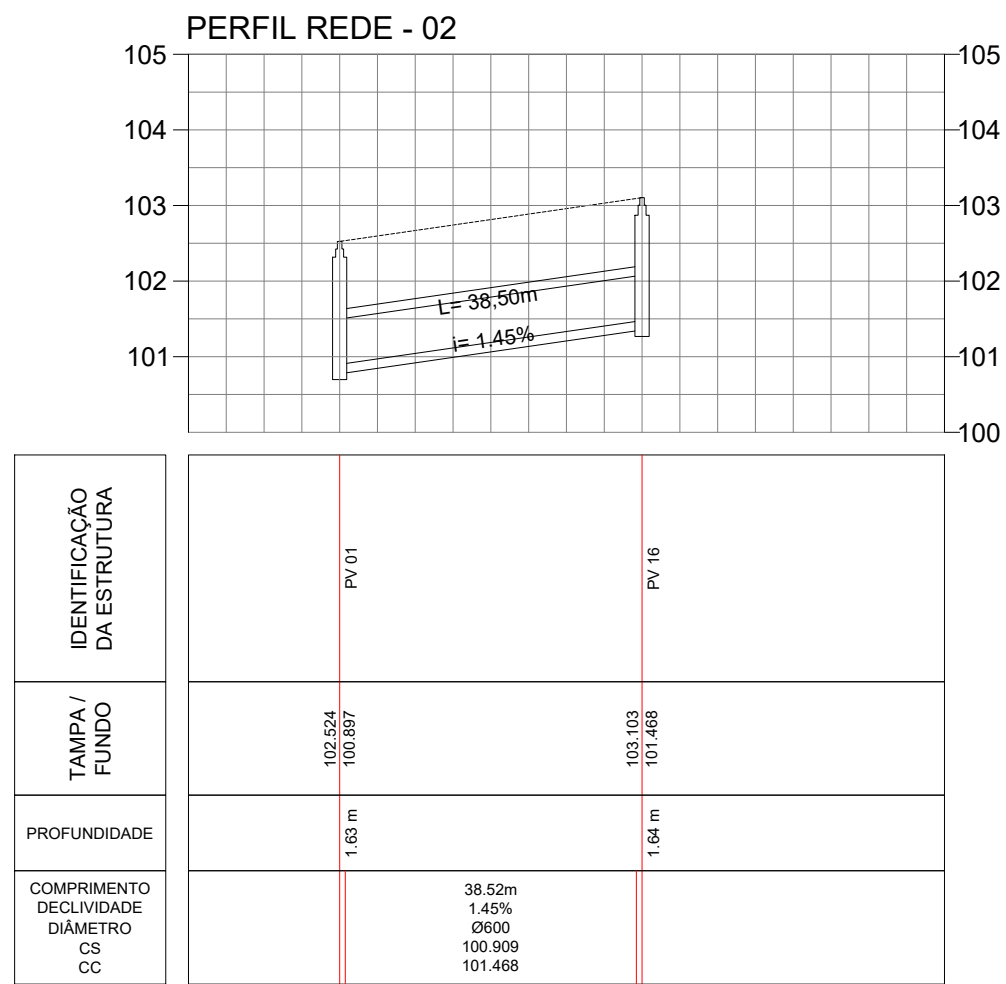 PERFIL REDE - 02
105
105
104
104
103
103
102
102
101
101
100
L= 38,50m
i= 1.45%
IDENTIFICAÇÃO
DA ESTRUTURA
PV 01
PV 16
TAMPA /
FUNDO
102.524
100.897
103.103
101.468
PROFUNDIDADE
1.63 m
1.64 m
COMPRIMENTO
DECLIVIDADE
DIÂMETRO
CS
CC
38.52m
1.45%
Ø600
100.909
101.468